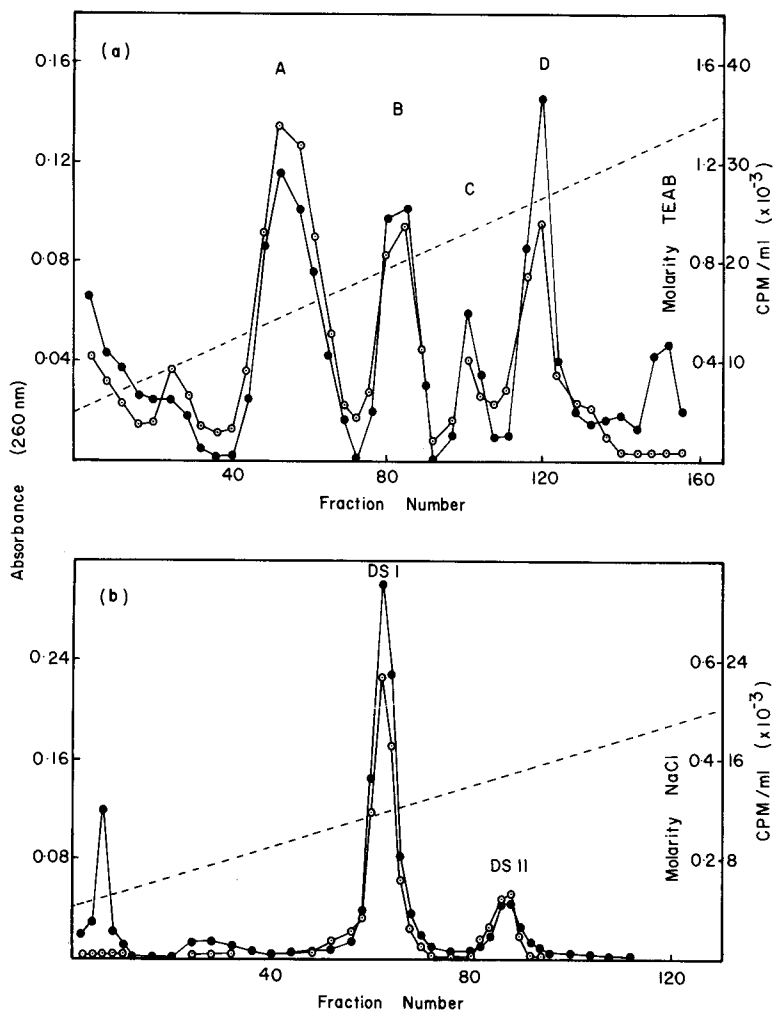 (a)
A
B
C
D
0·16
0·12
0·08
0·04
1·6 40
1·2 30
0·8 20
0·4 10
Molarity TEAB
CPM/ml (x10⁻³)
40
80
120
160
Fraction Number
Absorbance (260 nm)
(b)
DS I
DS II
0·24
0·16
0·08
0·6 24
0·4 16
0·2 8
Molarity NaCl
CPM/ml (x10⁻³)
40
80
120
Fraction Number